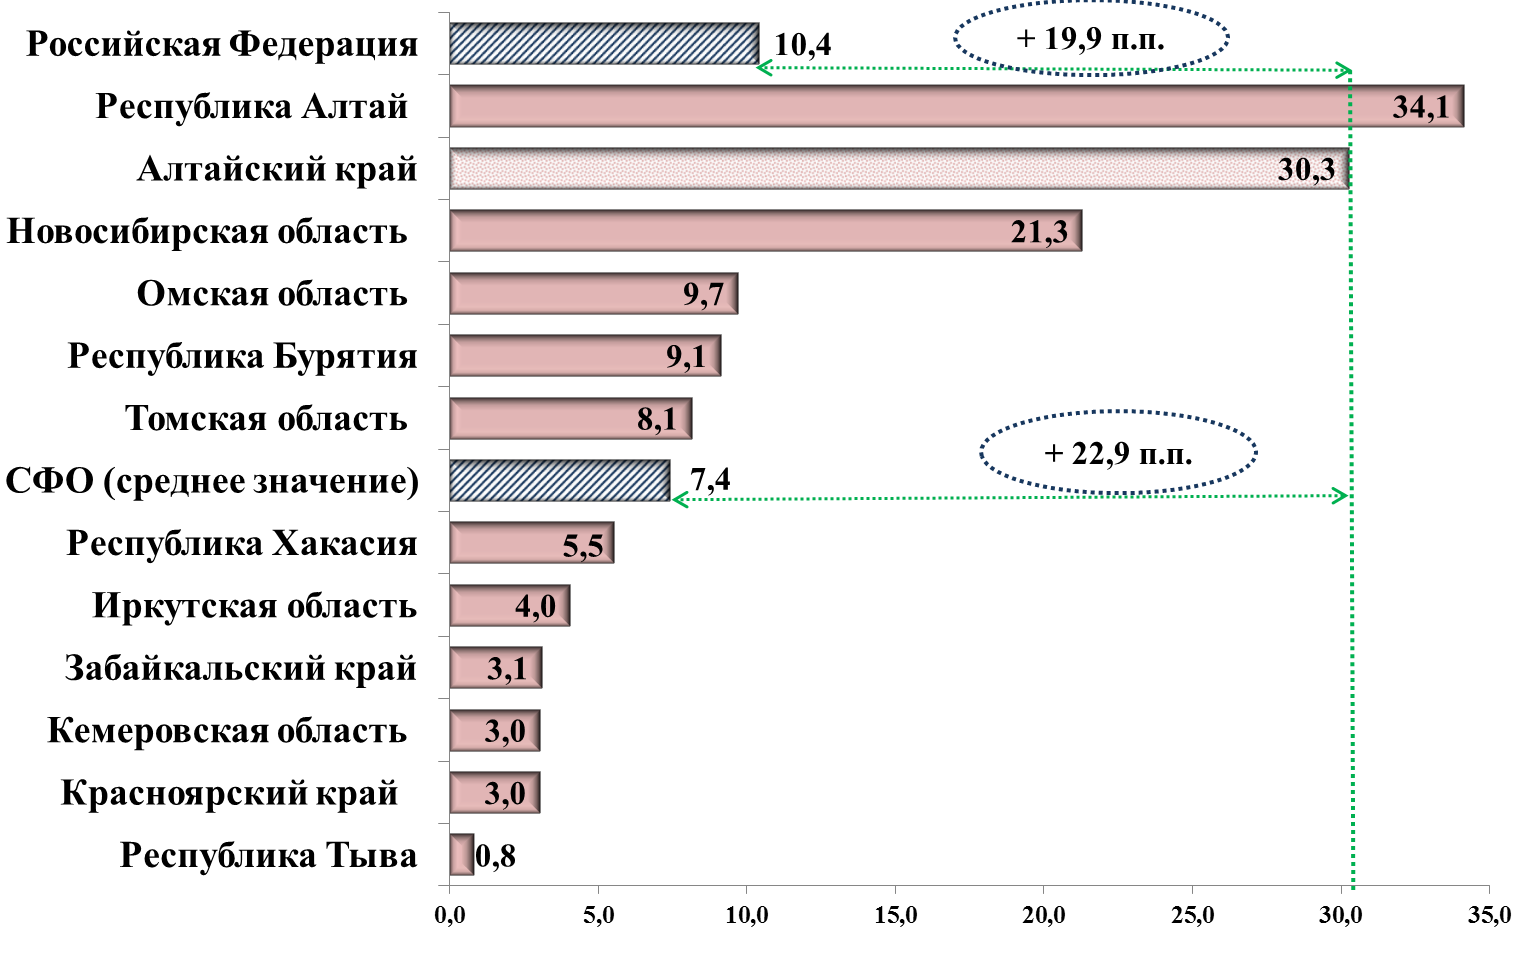 Российская Федерация 10,4 + 19,9 п.п.
Республика Алтай 34,1
Алтайский край 30,3
Новосибирская область 21,3
Омская область 9,7
Республика Бурятия 9,1
Томская область 8,1
+ 22,9 п.п.
СФО (среднее значение) 7,4
Республика Хакасия 5,5
Иркутская область 4,0
Забайкальский край 3,1
Кемеровская область 3,0
Красноярский край 3,0
Республика Тыва 0,8
0,0 5,0 10,0 15,0 20,0 25,0 30,0 35,0